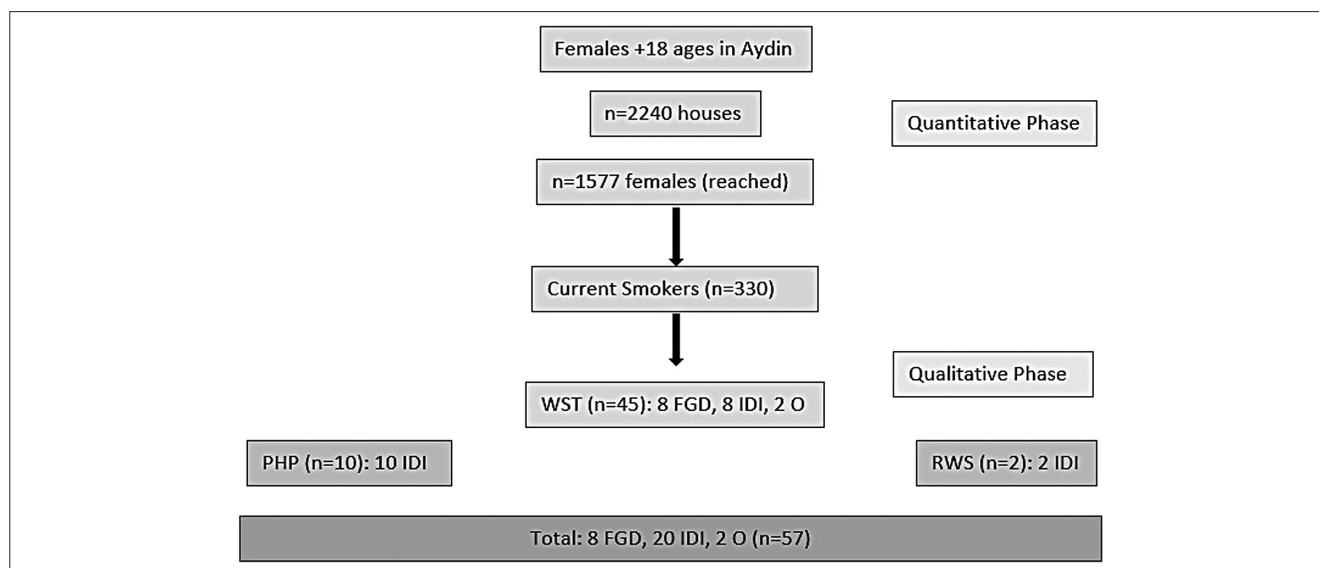 Females +18 ages in Aydin
n=2240 houses
Quantitative Phase
n=1577 females (reached)
Current Smokers (n=330)
Qualitative Phase
WST (n=45): 8 FGD, 8 IDI, 2 O
PHP (n=10): 10 IDI
RWS (n=2): 2 IDI
Total: 8 FGD, 20 IDI, 2 O (n=57)